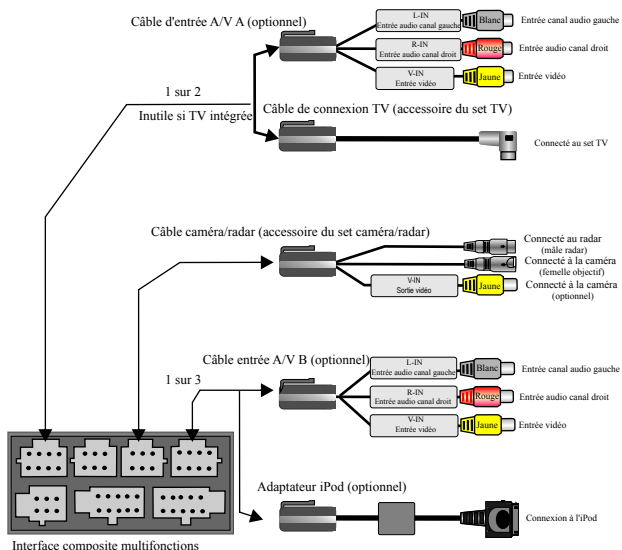 Câble d'entrée A/V A (optionnel)
L-IN
Entrée audio canal gauche
Blanc
Entrée canal audio gauche
R-IN
Entrée audio canal droit
Rouge
Entrée audio canal droit
V-IN
Entrée vidéo
Jaune
Entrée vidéo
1 sur 2
Inutile si TV intégrée
Câble de connexion TV (accessoire du set TV)
Connecté au set TV
Câble caméra/radar (accessoire du set caméra/radar)
Connecté au radar
(mâle radar)
Connecté à la caméra
(femelle objectif)
V-IN
Sortie vidéo
Jaune
Connecté à la caméra
(optionnel)
Câble entrée A/V B (optionnel)
L-IN
Entrée audio canal gauche
Blanc
Entrée canal audio gauche
1 sur 3
R-IN
Entrée audio canal droit
Rouge
Entrée audio canal droit
V-IN
Entrée vidéo
Jaune
Entrée vidéo
Adaptateur iPod (optionnel)
Connexion à l'iPod
Interface composite multifonctions